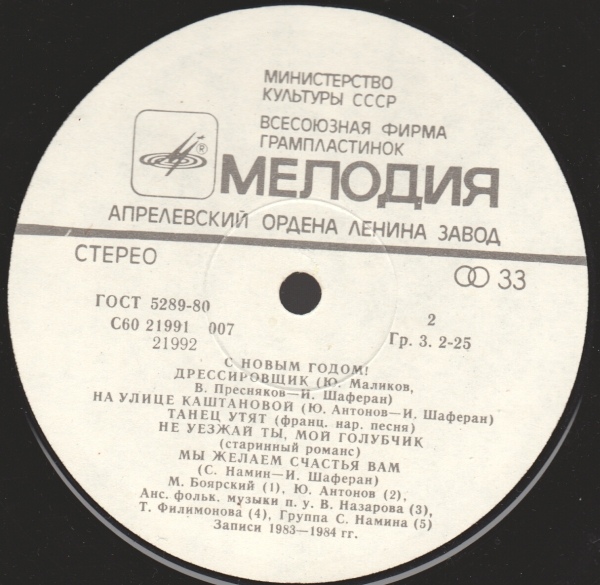 МИНИСТЕРСТВО
КУЛЬТУРЫ СССР
ВСЕСОЮЗНАЯ ФИРМА
ГРАМПЛАСТИНОК
®
МЕЛОДИЯ
АПРЕЛЕВСКИЙ ОРДЕНА ЛЕНИНА ЗАВОД
СТЕРЕО
33
ГОСТ 5289-80
2
С60 21991 007
Гр. 3. 2-25
21992
С НОВЫМ ГОДОМ!
ДРЕССИРОВЩИК (Ю. Маликов,
В. Пресняков—И. Шаферан)
НА УЛИЦЕ КАШТАНОВОЙ (Ю. Антонов—И. Шаферан)
ТАНЕЦ УТЯТ (франц. нар. песня)
НЕ УЕЗЖАЙ ТЫ, МОЙ ГОЛУБЧИК
(старинный романс)
МЫ ЖЕЛАЕМ СЧАСТЬЯ ВАМ
(С. Намин—И. Шаферан)
М. Боярский (1), Ю. Антонов (2),
Анс. фольк. музыки п. у. В. Назарова (3),
Т. Филимонова (4), Группа С. Намина (5)
Записи 1983—1984 гг.